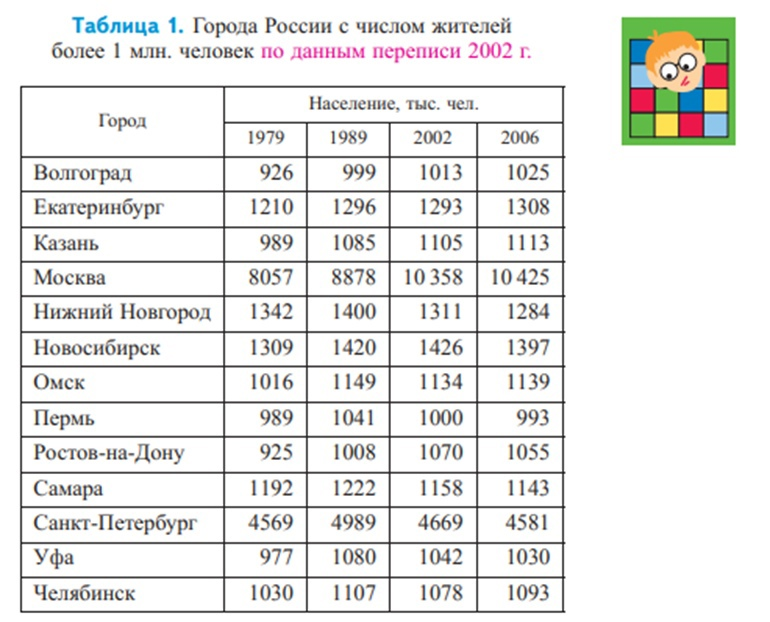 Таблица 1. Города России с числом жителей
более 1 млн. человек по данным переписи 2002 г.
Город Население, тыс. чел.
1979 1989 2002 2006
Волгоград 926 999 1013 1025
Екатеринбург 1210 1296 1293 1308
Казань 989 1085 1105 1113
Москва 8057 8878 10 358 10 425
Нижний Новгород 1342 1400 1311 1284
Новосибирск 1309 1420 1426 1397
Омск 1016 1149 1134 1139
Пермь 989 1041 1000 993
Ростов-на-Дону 925 1008 1070 1055
Самара 1192 1222 1158 1143
Санкт-Петербург 4569 4989 4669 4581
Уфа 977 1080 1042 1030
Челябинск 1030 1107 1078 1093